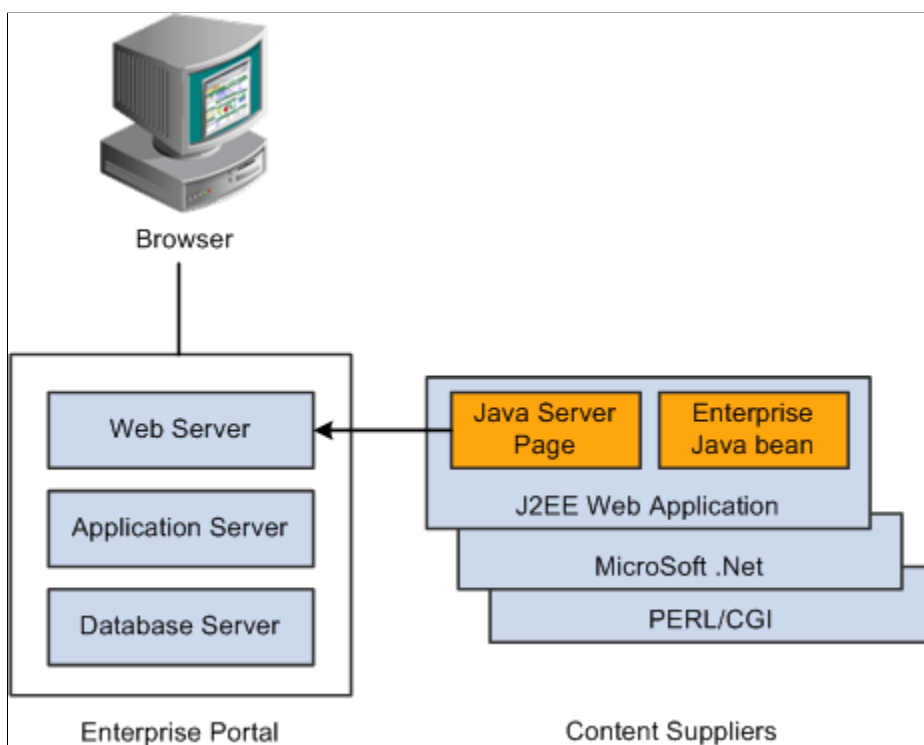 Browser
Web Server
Application Server
Database Server
Enterprise Portal
Java Server
Page
Enterprise
Java bean
J2EE Web Application
MicroSoft .Net
PERL/CGI
Content Suppliers